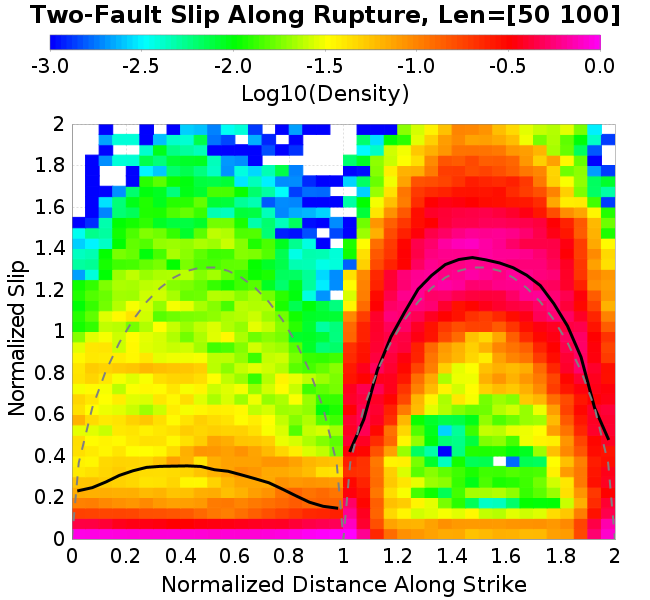 Two-Fault Slip Along Rupture, Len=[50 100]
-3.0 -2.5 -2.0 -1.5 -1.0 -0.5 0.0
Log10(Density)
2
1.8
1.6
1.4
1.2
1
0.8
0.6
0.4
0.2
0
Normalized Slip
0 0.2 0.4 0.6 0.8 1 1.2 1.4 1.6 1.8 2
Normalized Distance Along Strike